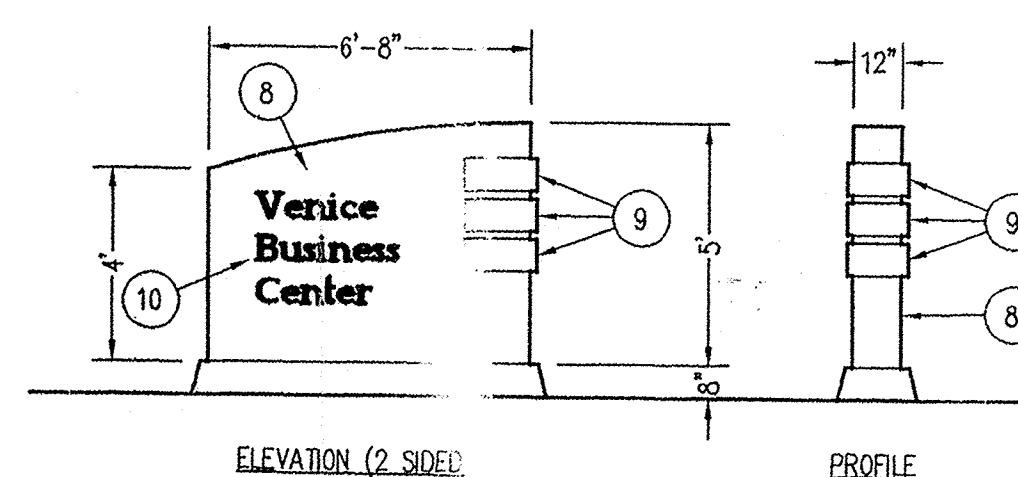 6'-8"
12"
8
Venice
Business
Center
9
9
4'
5'
10
8
8"
ELEVATION (2 SIDED
PROFILE